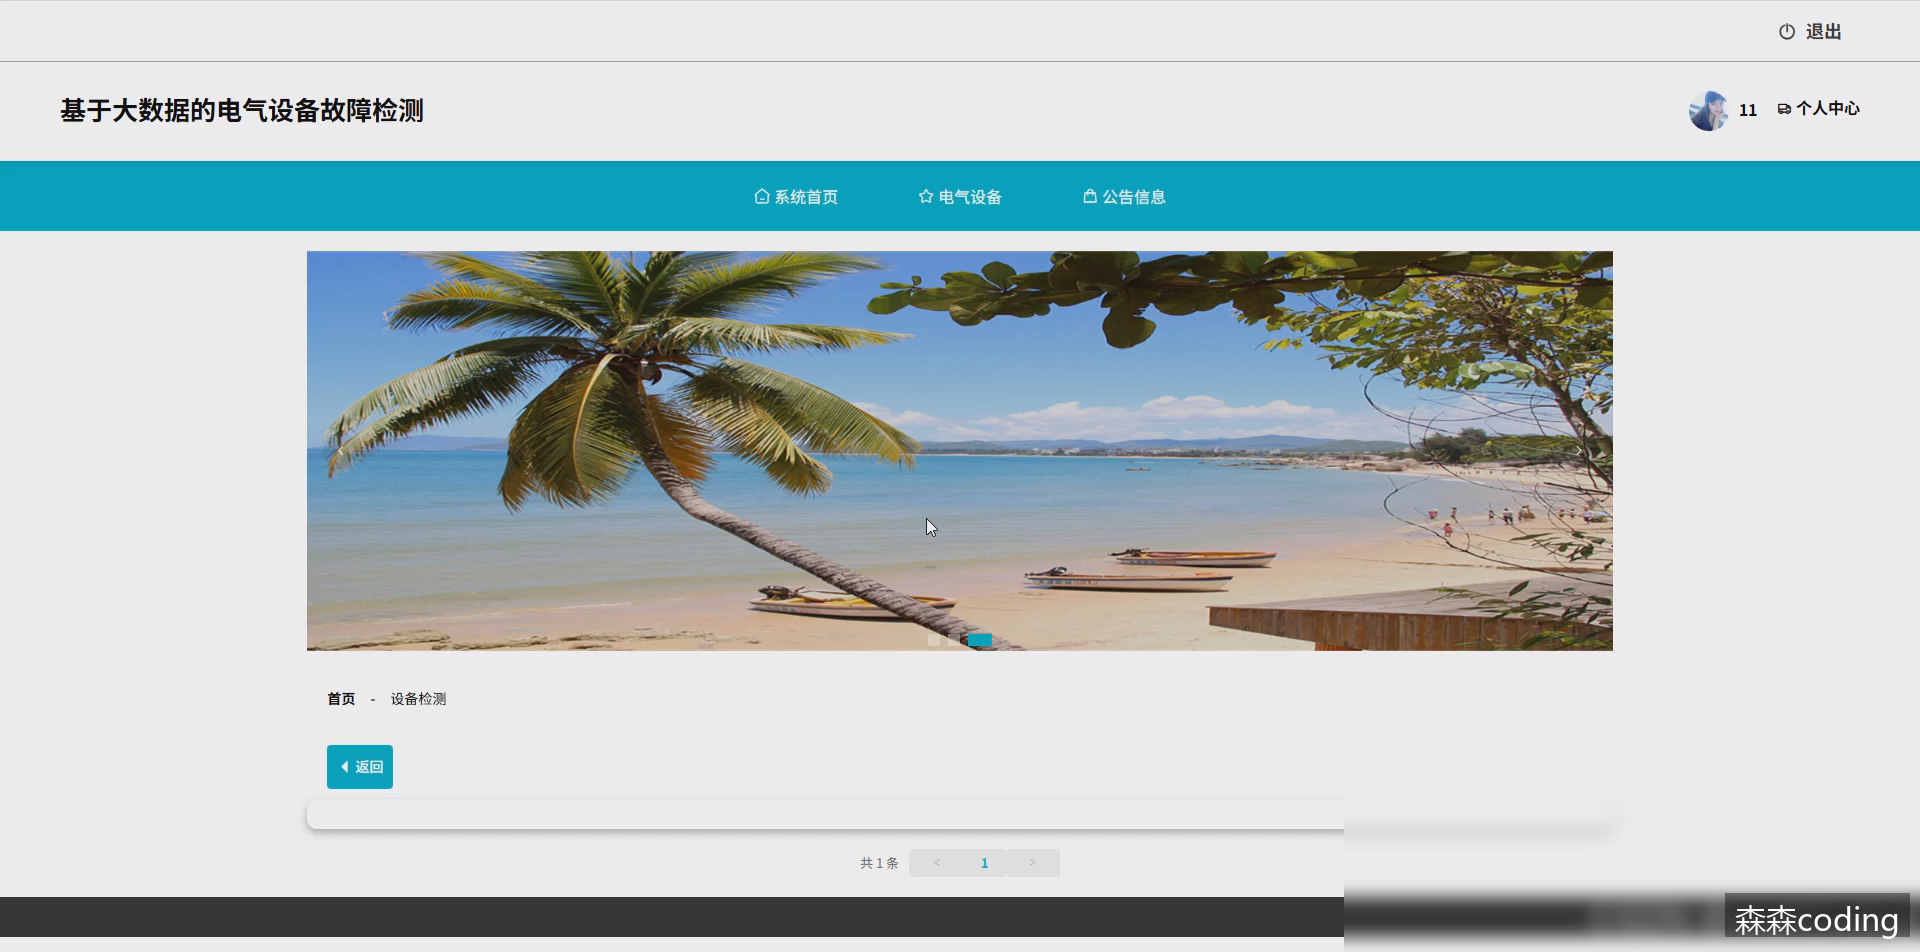 退出
基于大数据的电气设备故障检测
11 个人中心
系统首页 电气设备 公告信息
首页 - 设备检测
返回
共 1 条 < 1 >
森森coding